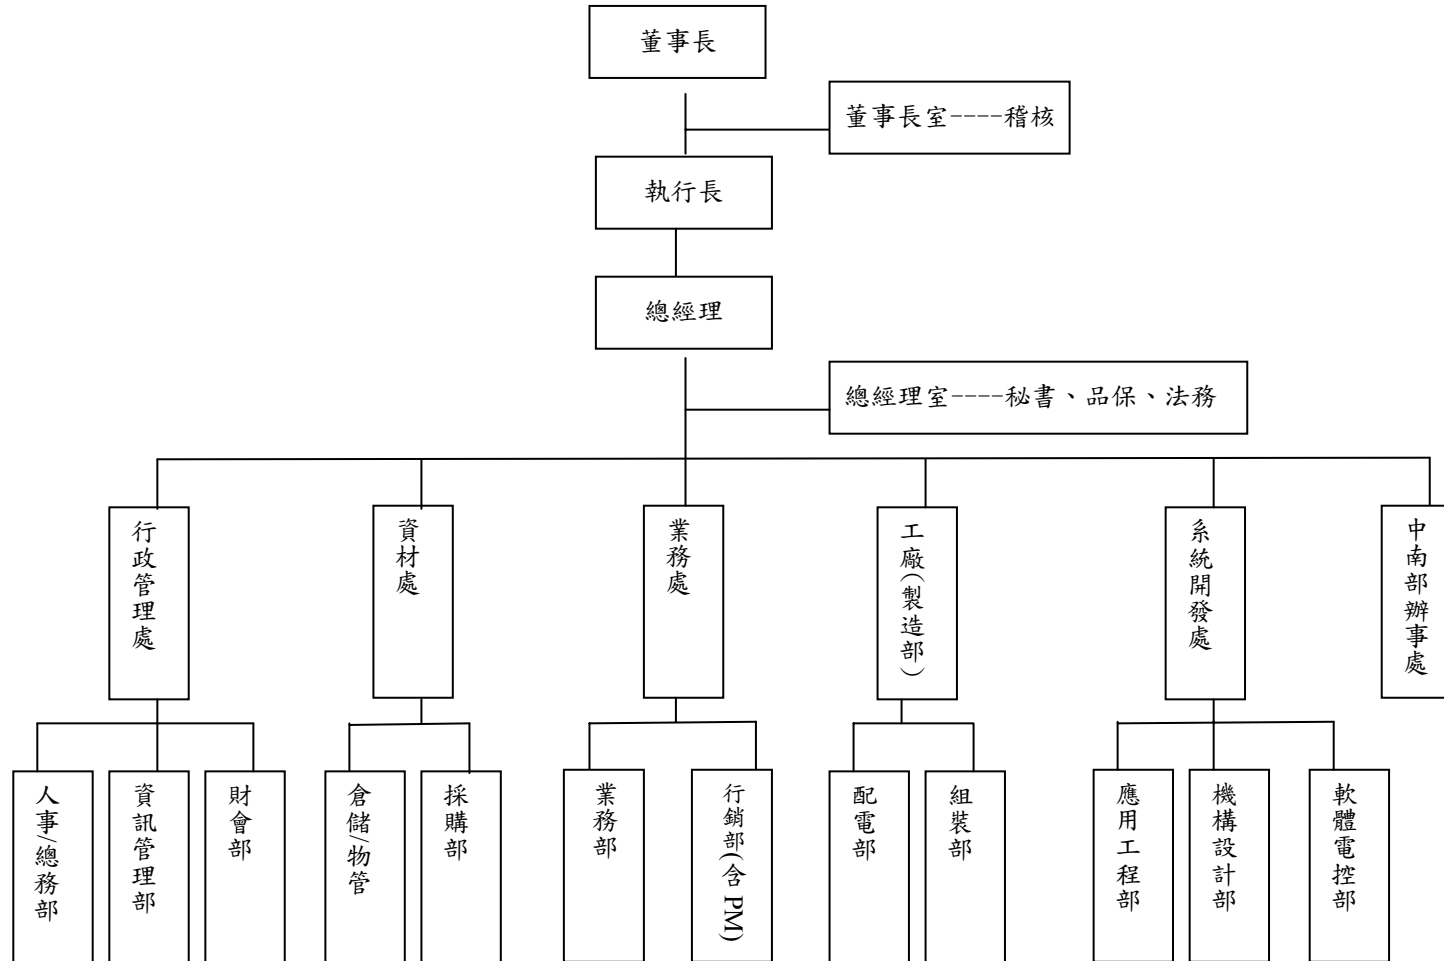 董事長
董事長室----稽核
執行長
總經理
總經理室----秘書、品保、法務
行政管理處
資材處
業務處
工廠(製造部)
系統開發處
中南部辦事處
人事/總務部
資訊管理部
財會部
倉儲/物管
採購部
業務部
行銷部(含 PM)
配電部
組裝部
應用工程部
機構設計部
軟體電控部